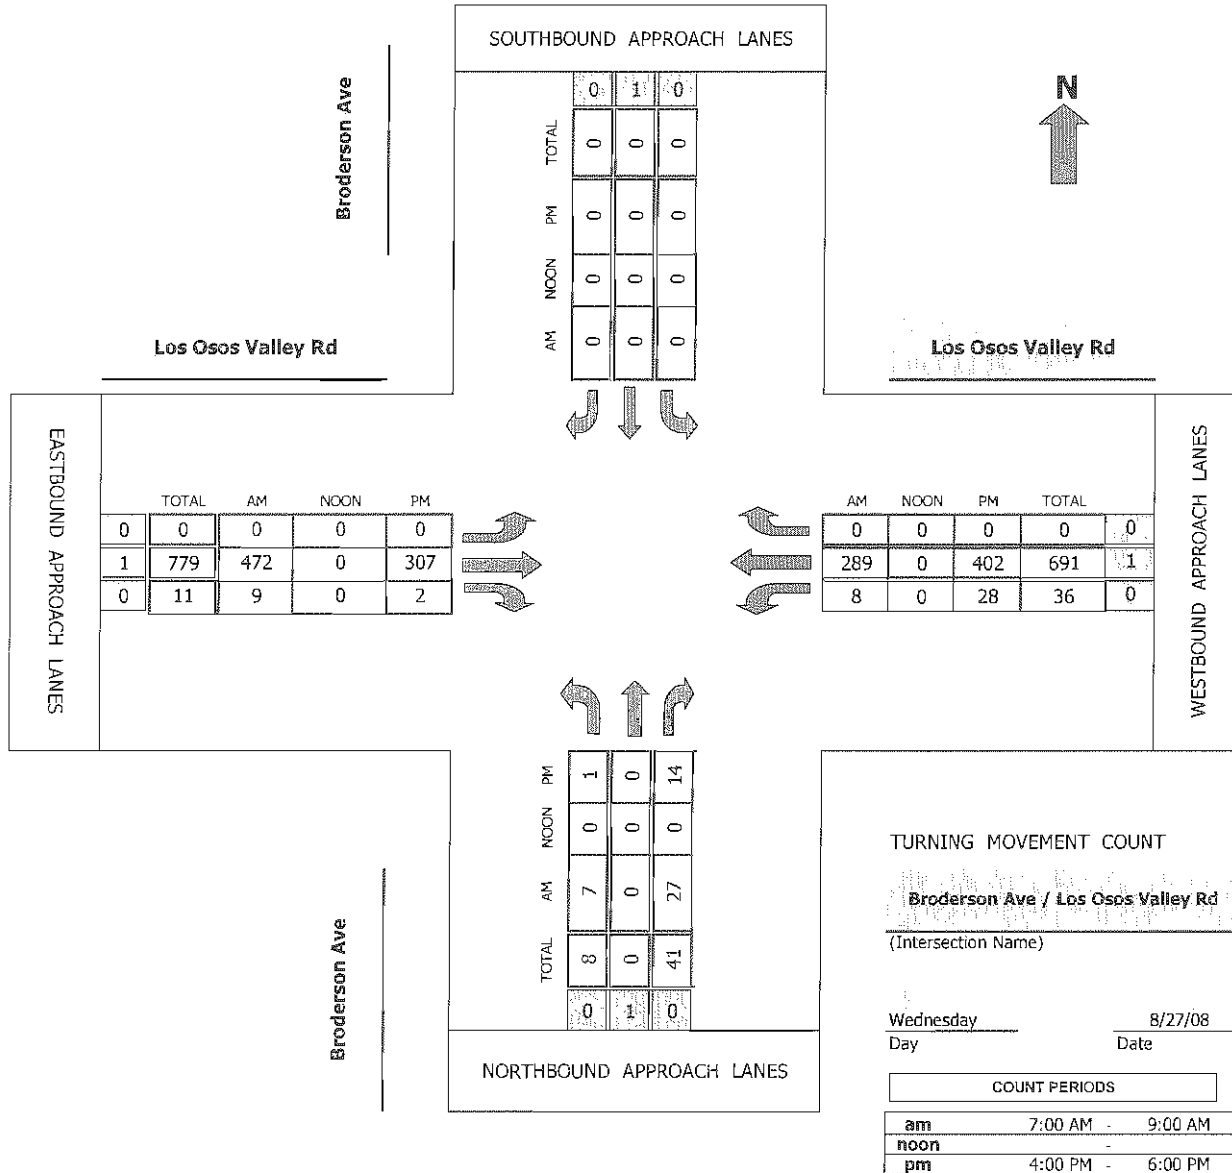 SOUTHBOUND APPROACH LANES
0 1 0
TOTAL 0 0 0
PM 0 0 0
NOON 0 0 0
AM 0 0 0
Broderson Ave
N
Los Osos Valley Rd
Los Osos Valley Rd
EASTBOUND APPROACH LANES
TOTAL AM NOON PM
0 0 0 0 0
1 779 472 0 307
0 11 9 0 2
AM NOON PM TOTAL
0 0 0 0 0
289 0 402 691 1
8 0 28 36 0
WESTBOUND APPROACH LANES
PM 1 0 14
NOON 0 0 0
AM 7 0 27
TOTAL 8 0 41
0 1 0
NORTHBOUND APPROACH LANES
Broderson Ave
TURNING MOVEMENT COUNT
Broderson Ave / Los Osos Valley Rd
(Intersection Name)
Wednesday 8/27/08
Day Date
COUNT PERIODS
am 7:00 AM - 9:00 AM
noon -
pm 4:00 PM - 6:00 PM